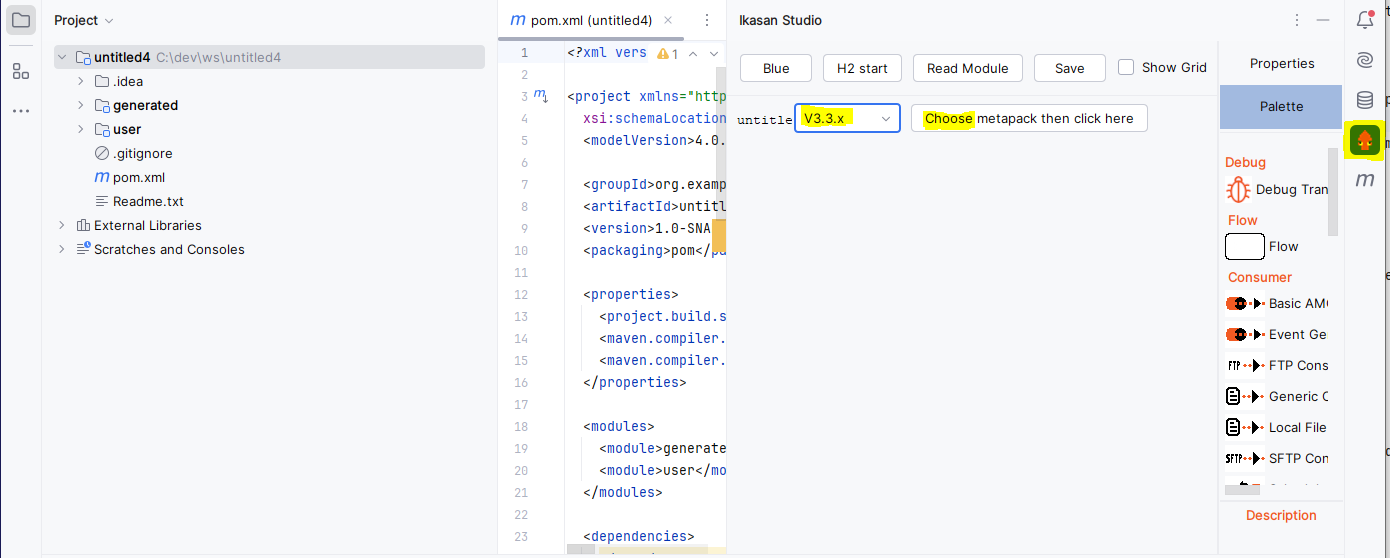 Project
untitled4 C:\dev\ws\untitled4
.idea
generated
user
.gitignore
pom.xml
Readme.txt
External Libraries
Scratches and Consoles
pom.xml (untitled4)
1
1 <?xml vers
2
3 <project xmlns="http
4 xsi:schemaLocation
5 <modelVersion>4.0.
6
7 <groupId>org.examp
8 <artifactId>untitl
9 <version>1.0-SNA
10 <packaging>pom</pa
11
12 <properties>
13 <project.build.s
14 <maven.compiler.
15 <maven.compiler.
16 </properties>
17
18 <modules>
19 <module>generate
20 <module>user</mo
21 </modules>
22
23 <dependencies>
Ikasan Studio
Blue H2 start Read Module Save Show Grid
untitle V3.3.x Choose metapack then click here
Properties
Palette
Debug
Debug Tran
Flow
Flow
Consumer
Basic AM
Event Ge
FTP FTP Cons
Generic C
Local File
SFTP SFTP Con
Description
m